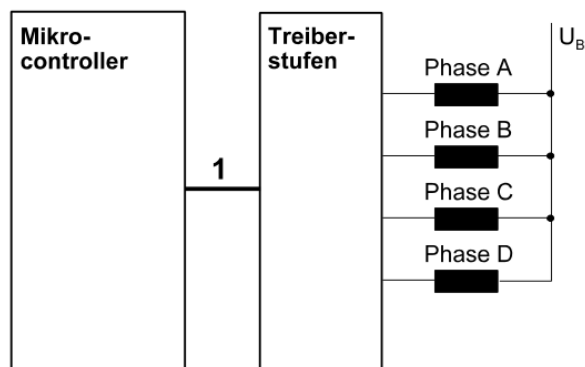 Mikro-
controller
1
Treiber-
stufen
Phase A
Phase B
Phase C
Phase D
U_B